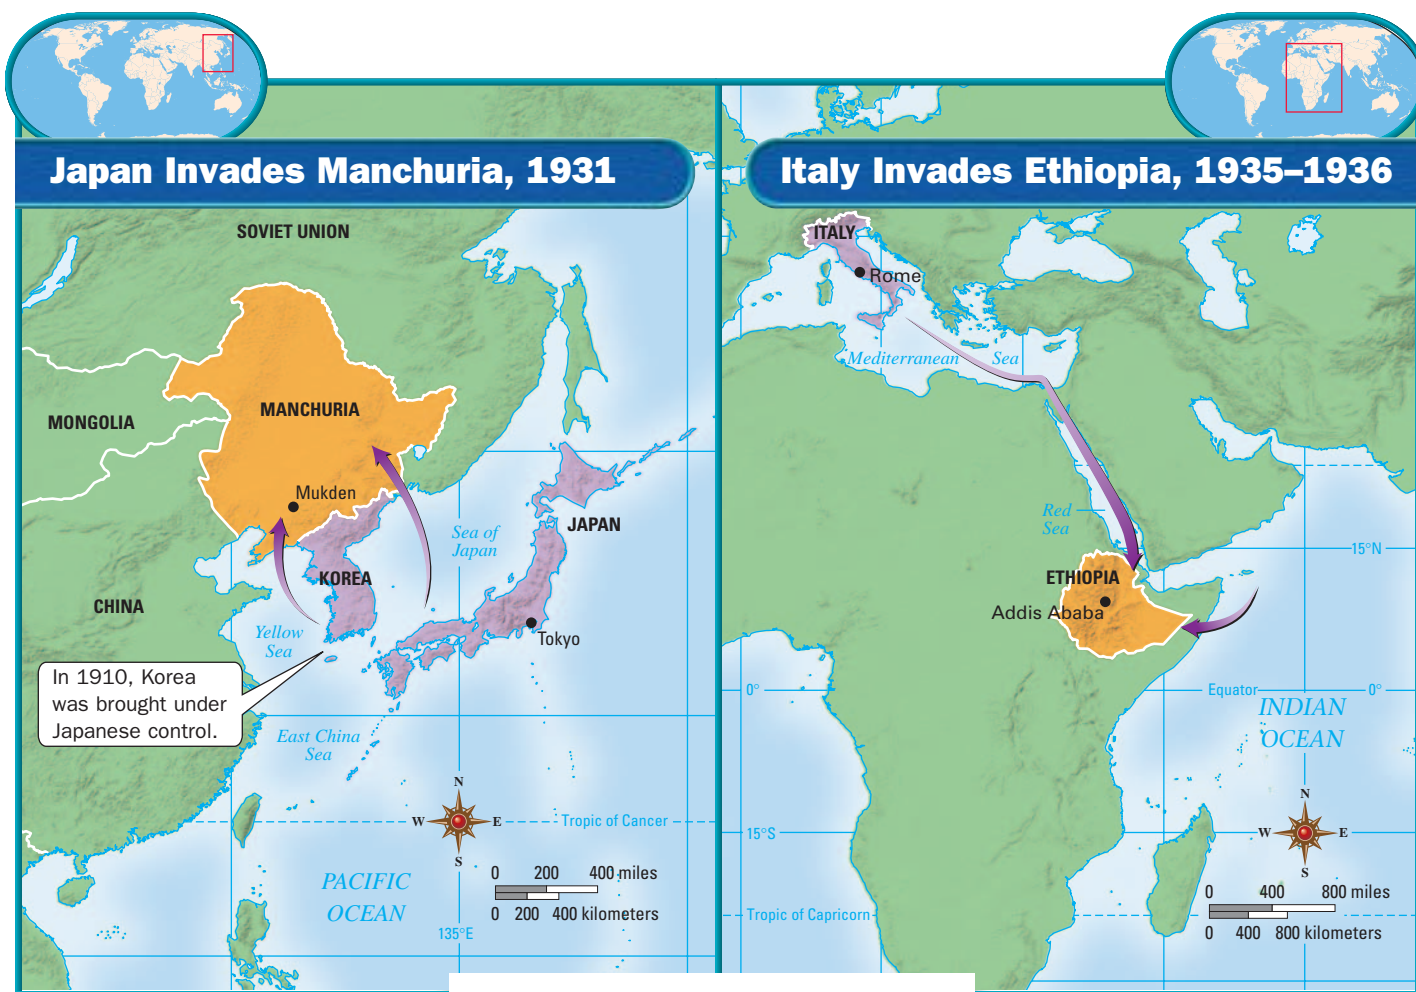 Japan Invades Manchuria, 1931
SOVIET UNION
MONGOLIA
MANCHURIA
Mukden
Sea of
Japan
JAPAN
KOREA
CHINA
Yellow
Sea
Tokyo
In 1910, Korea
was brought under
Japanese control.
East China
Sea
N
W
E
S
Tropic of Cancer
PACIFIC
OCEAN
0 200 400 miles
0 200 400 kilometers
135°E
Italy Invades Ethiopia, 1935–1936
ITALY
Rome
Mediterranean Sea
Red
Sea
15°N
ETHIOPIA
Addis Ababa
0°
Equator
0°
INDIAN
OCEAN
N
W
E
S
15°S
15°S
0 400 800 miles
Tropic of Capricorn
0 400 800 kilometers